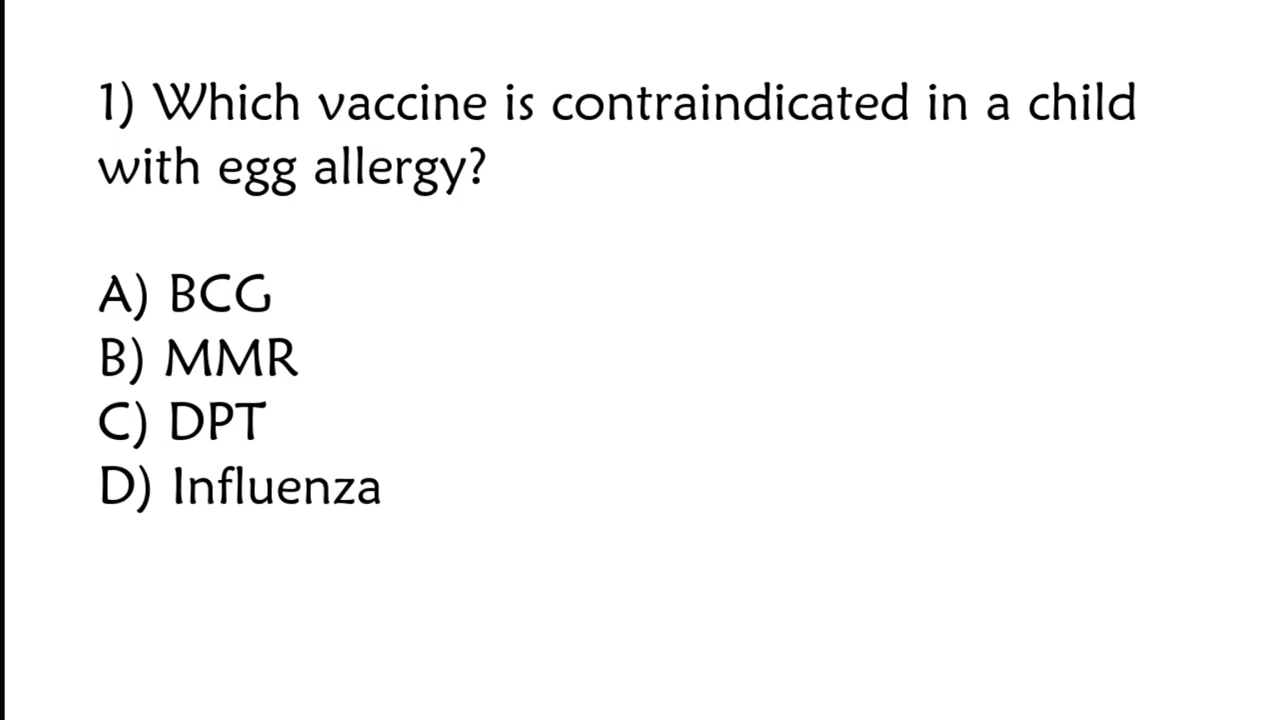 1) Which vaccine is contraindicated in a child
with egg allergy?
A) BCG
B) MMR
C) DPT
D) Influenza